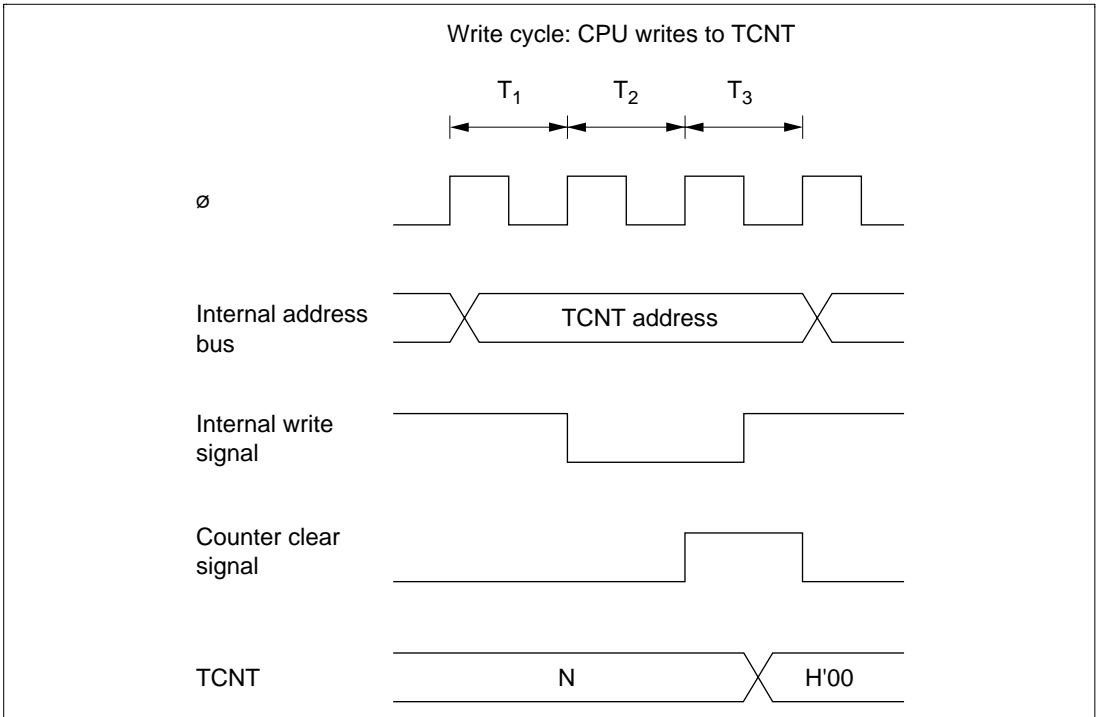 Write cycle: CPU writes to TCNT
T1 T2 T3
ø
Internal address
bus
TCNT address
Internal write
signal
Counter clear
signal
TCNT N H'00